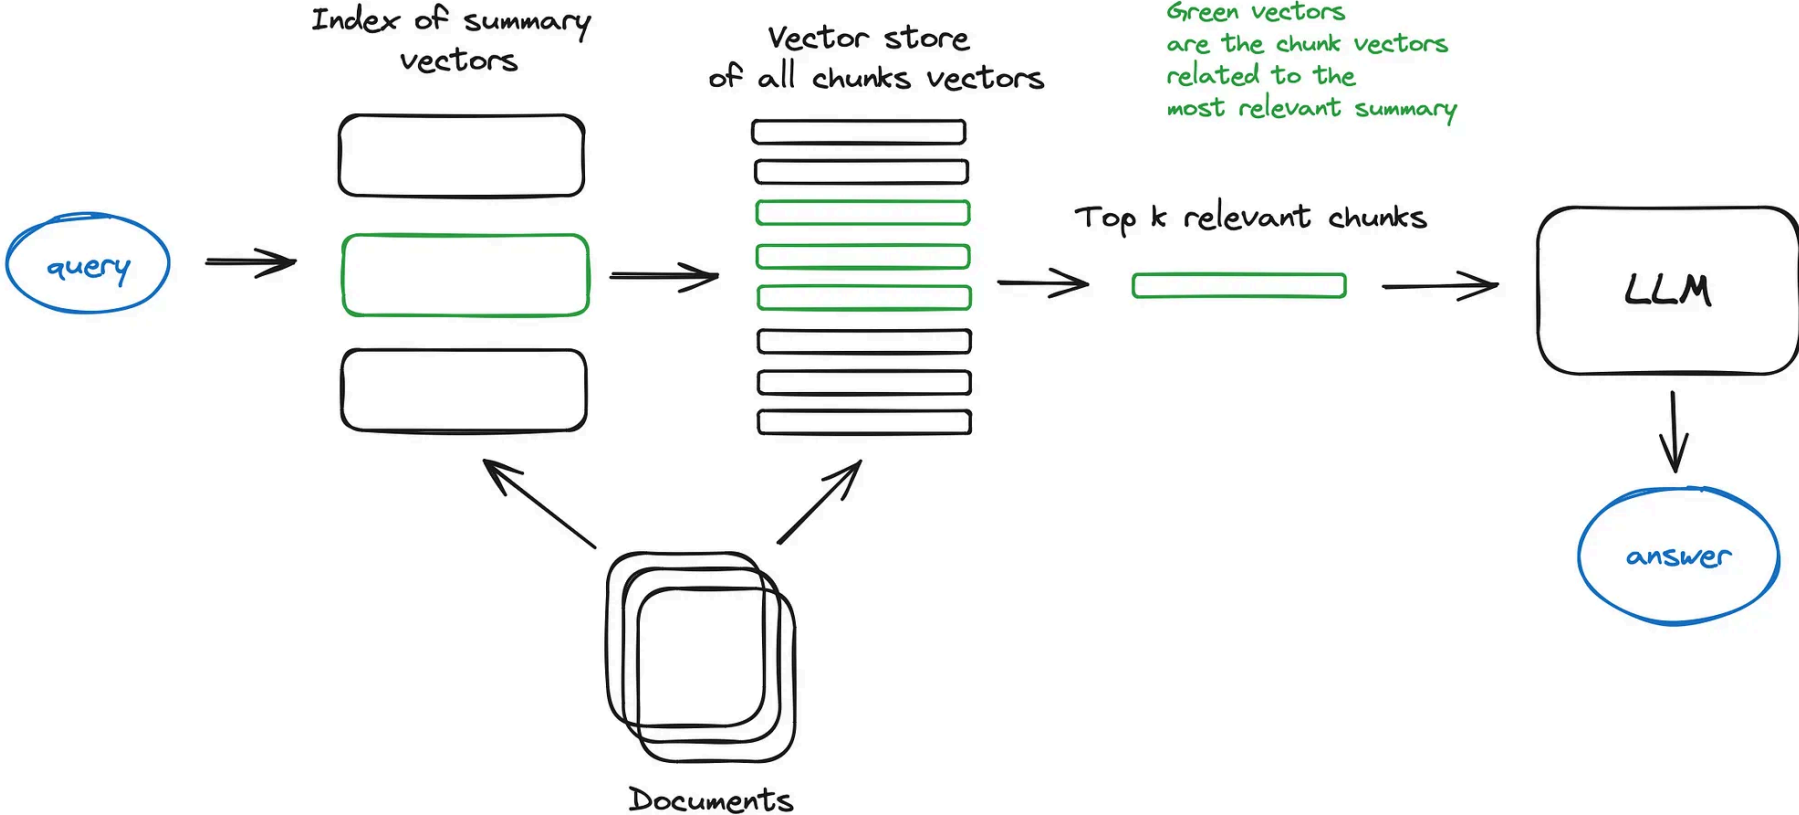 Index of summary
vectors
Vector store
of all chunks vectors
Green vectors
are the chunk vectors
related to the
most relevant summary
query
Top k relevant chunks
LLM
answer
Documents